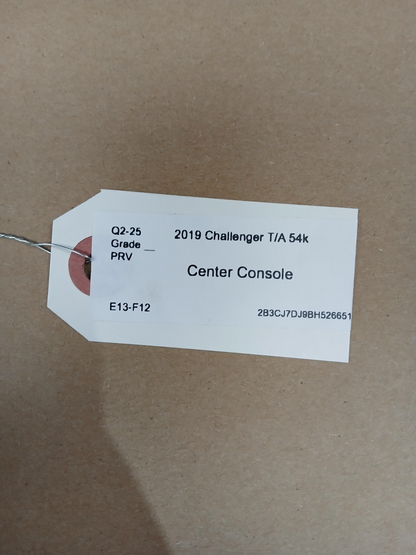 Q2-25
Grade __
PRV
2019 Challenger T/A 54k
Center Console
E13-F12
2B3CJ7DJ9BH526651